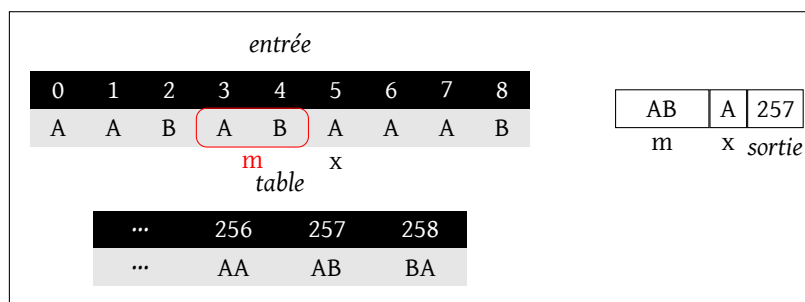 entrée
0 1 2 3 4 5 6 7 8
A A B A B A A A B
m x
table
... 256 257 258
... AA AB BA
AB A 257
m x sortie